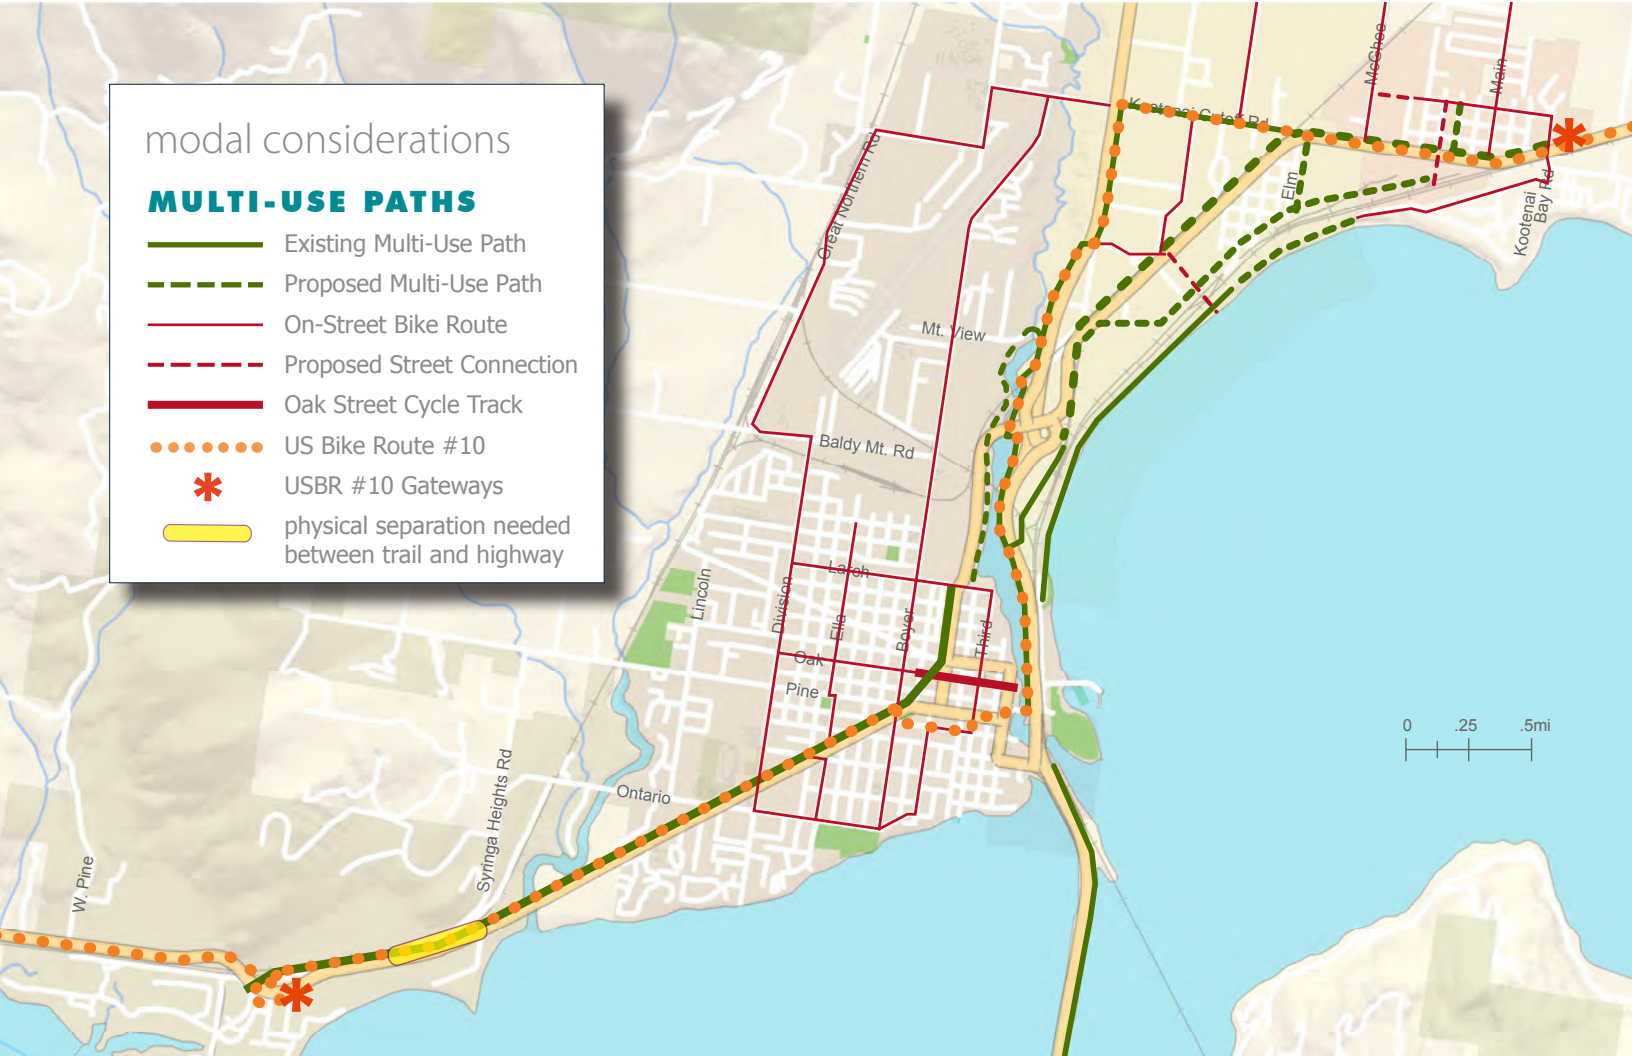 modal considerations
MULTI-USE PATHS
Existing Multi-Use Path
Proposed Multi-Use Path
On-Street Bike Route
Proposed Street Connection
Oak Street Cycle Track
US Bike Route #10
USBR #10 Gateways
physical separation needed
between trail and highway
Great Northern Rd
Kootenai Cutoff Rd
McGhee
Main
Elm
Kootenai
Bay Rd
Mt. View
Baldy Mt. Rd
Larch
Lincoln
Division
Ella
Boyer
Third
Oak
Pine
Ontario
Syringa Heights Rd
W. Pine
0 .25 .5mi